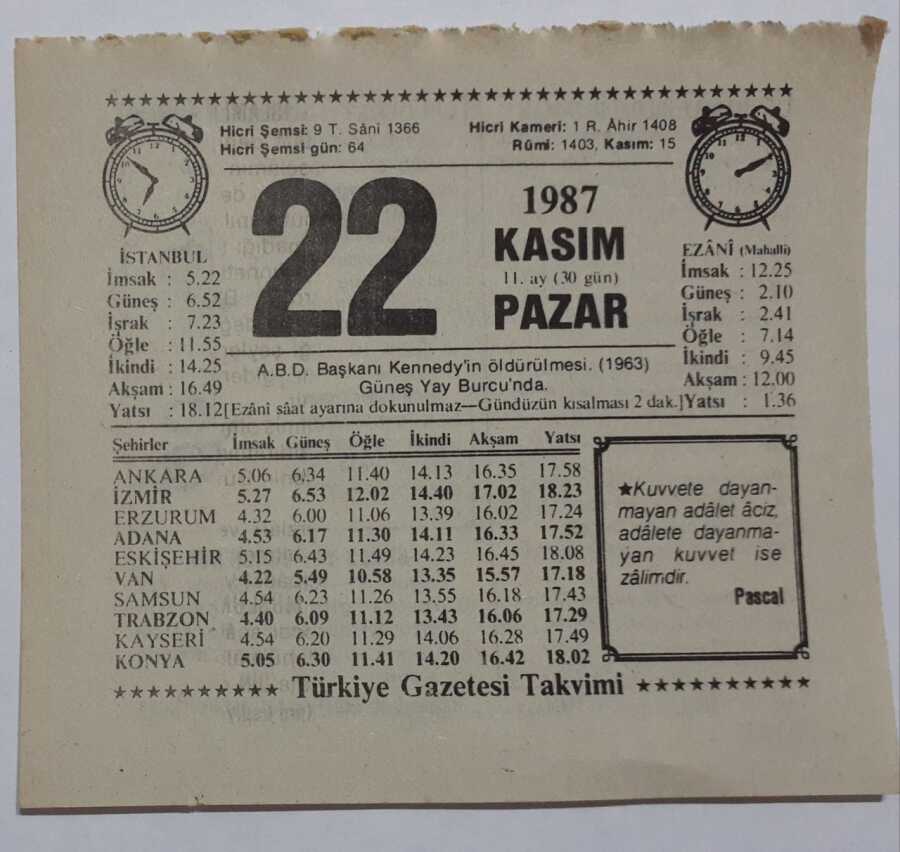 Hicri Şemsi: 9 T. Sâni 1366
Hicri Şemsi gün: 64
Hicri Kameri: 1 R. Âhir 1408
Rûmi: 1403, Kasım: 15
22
1987
KASIM
11. ay (30 gün)
PAZAR
İSTANBUL
İmsak : 5.22
Güneş : 6.52
İşrak : 7.23
Öğle : 11.55
İkindi : 14.25
Akşam : 16.49
Yatsı : 18.12
EZÂNÎ (Mahalli)
İmsak : 12.25
Güneş : 2.10
İşrak : 2.41
Öğle : 7.14
İkindi : 9.45
Akşam : 12.00
Yatsı : 1.36
A.B.D. Başkanı Kennedy'in öldürülmesi. (1963)
Güneş Yay Burcu'nda.
[Ezânî sâat ayarına dokunulmaz—Gündüzün kısalması 2 dak.]
Şehirler İmsak Güneş Öğle İkindi Akşam Yatsı
ANKARA 5.06 6.34 11.40 14.13 16.35 17.58
İZMİR 5.27 6.53 12.02 14.40 17.02 18.23
ERZURUM 4.32 6.00 11.06 13.39 16.02 17.24
ADANA 4.53 6.17 11.30 14.11 16.33 17.52
ESKİŞEHİR 5.15 6.43 11.49 14.23 16.45 18.08
VAN 4.22 5.49 10.58 13.35 15.57 17.18
SAMSUN 4.54 6.23 11.26 13.55 16.18 17.43
TRABZON 4.40 6.09 11.12 13.43 16.06 17.29
KAYSERİ 4.54 6.20 11.29 14.06 16.28 17.49
KONYA 5.05 6.30 11.41 14.20 16.42 18.02
★Kuvvete dayan-
mayan adâlet âciz,
adâlete dayanma-
yan kuvvet ise
zâlimdir.
Pascal
Türkiye Gazetesi Takvimi